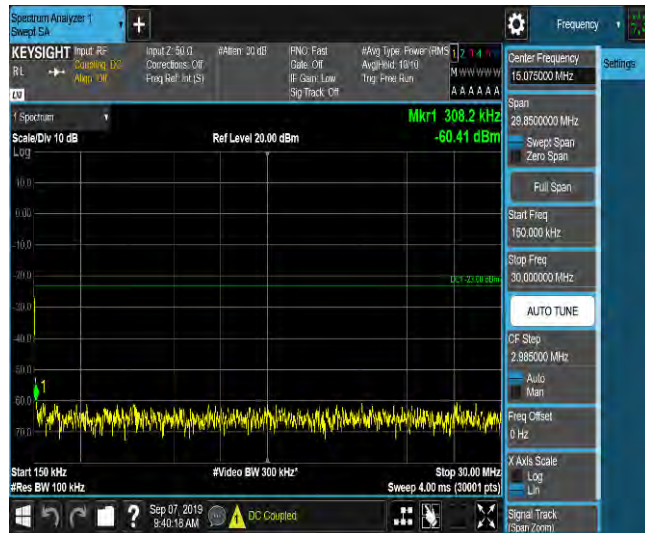 Spectrum Analyzer 1
Swept SA
+
Frequency
KEYSIGHT
RL
Input: RF
Coupling: DC
Align: Off
Input Z: 50 Ω
Corrections: Off
Freq Ref: Int (S)
#Atten: 30 dB
PNO: Fast
Gate: Off
IF Gain: Low
Sig Track: Off
#Avg Type: Power (RMS
Avg|Hold: 10/10
Trig: Free Run
1 2 3 4 5 6
M W W W W W
A A A A A A
Settings
Center Frequency
15.075000 MHz
Span
29.8500000 MHz
Swept Span
Zero Span
Full Span
Start Freq
150.000 kHz
Stop Freq
30.000000 MHz
AUTO TUNE
CF Step
2.985000 MHz
Auto
Man
Freq Offset
0 Hz
X Axis Scale
Log
Lin
Signal Track
(Span Zoom)
1 Spectrum
Scale/Div 10 dB
Log
Ref Level 20.00 dBm
Mkr1 308.2 kHz
-60.41 dBm
10.0
0.00
-10.0
-20.0
DL1 -23.00 dBm
-30.0
-40.0
-50.0
1
-60.0
-70.0
Start 150 kHz
#Video BW 300 kHz*
Stop 30.00 MHz
#Res BW 100 kHz
Sweep 4.00 ms (30001 pts)
?
Sep 07, 2019
9:40:18 AM
DC Coupled